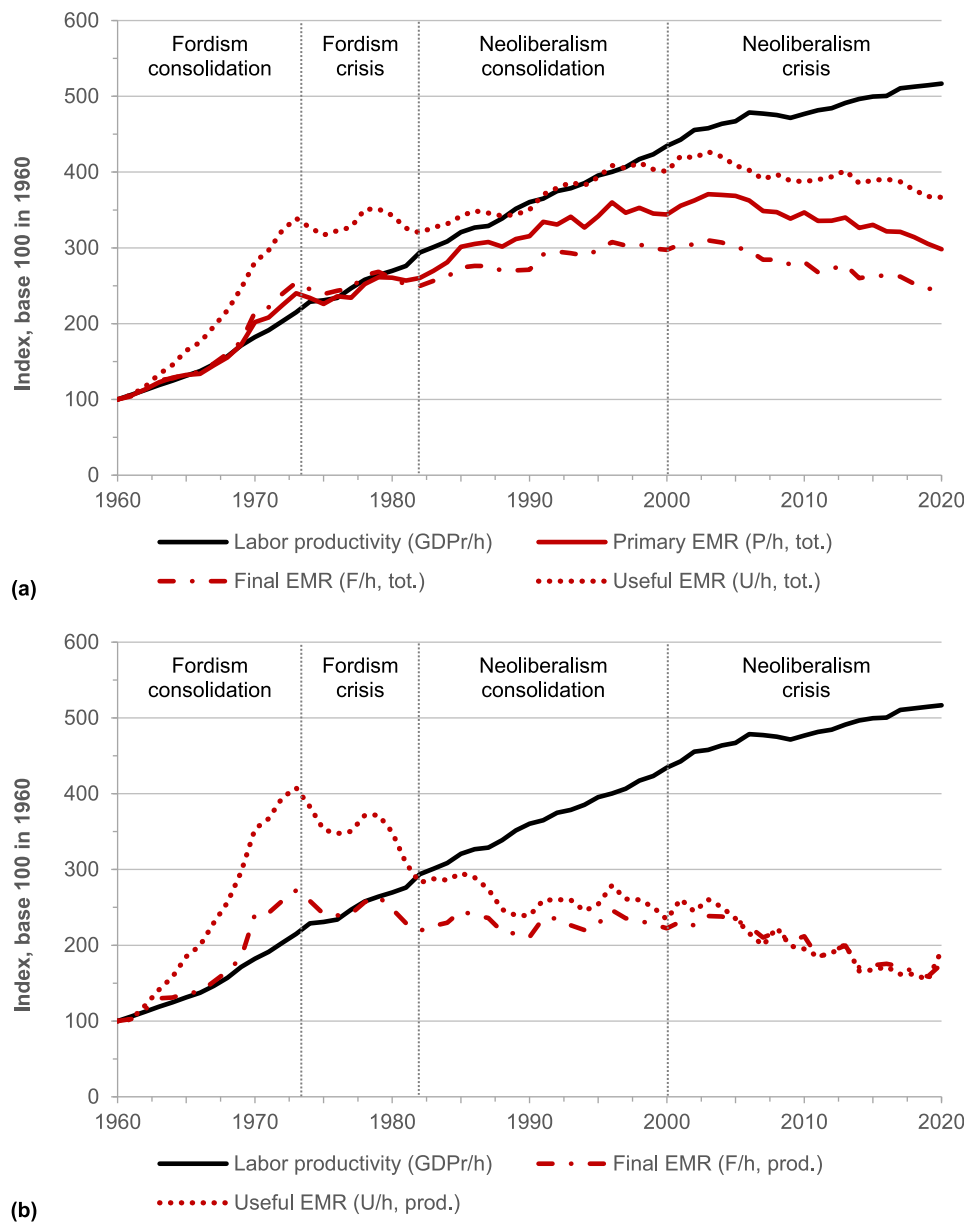 600
500
400
300
200
100
0
Index, base 100 in 1960
Fordism
consolidation
Fordism
crisis
Neoliberalism
consolidation
Neoliberalism
crisis
1960 1970 1980 1990 2000 2010 2020
Labor productivity (GDPr/h) Primary EMR (P/h, tot.)
Final EMR (F/h, tot.) Useful EMR (U/h, tot.)
(a)
600
500
400
300
200
100
0
Index, base 100 in 1960
Fordism
consolidation
Fordism
crisis
Neoliberalism
consolidation
Neoliberalism
crisis
1960 1970 1980 1990 2000 2010 2020
Labor productivity (GDPr/h) Final EMR (F/h, prod.)
Useful EMR (U/h, prod.)
(b)